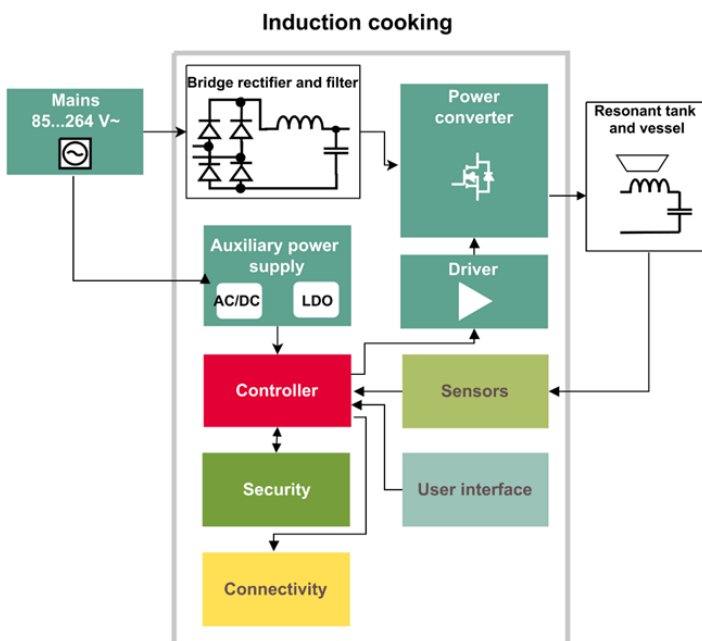 Induction cooking
Mains
85...264 V~
Bridge rectifier and filter
Power
converter
Resonant tank
and vessel
Auxiliary power
supply
AC/DC
LDO
Driver
Controller
Sensors
Security
User interface
Connectivity